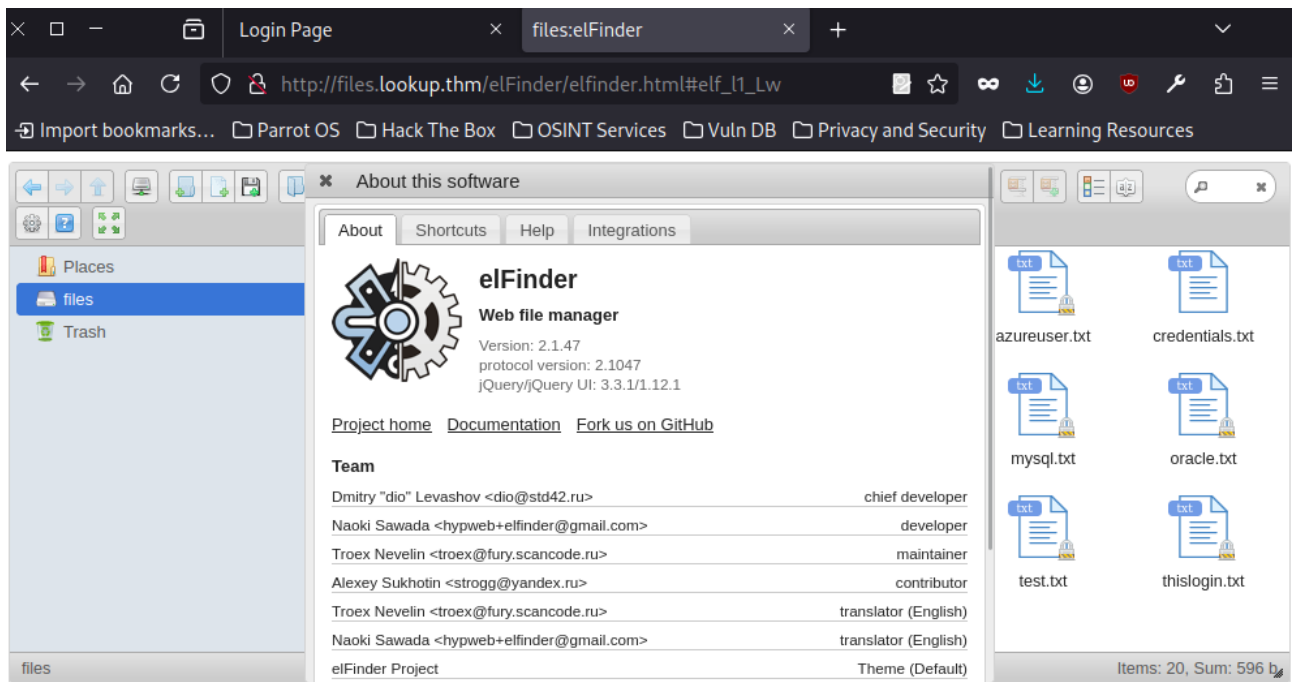 Login Page
files:elFinder
http://files.lookup.thm/elFinder/elfinder.html#elf_l1_Lw
Import bookmarks... Parrot OS Hack The Box OSINT Services Vuln DB Privacy and Security Learning Resources
About this software
About Shortcuts Help Integrations
Places
files
Trash
elFinder
Web file manager
Version: 2.1.47
protocol version: 2.1047
jQuery/jQuery UI: 3.3.1/1.12.1
Project home Documentation Fork us on GitHub
Team
Dmitry "dio" Levashov <dio@std42.ru> chief developer
Naoki Sawada <hypweb+elfinder@gmail.com> developer
Troex Nevelin <troex@fury.scancode.ru> maintainer
Alexey Sukhotin <strogg@yandex.ru> contributor
Troex Nevelin <troex@fury.scancode.ru> translator (English)
Naoki Sawada <hypweb+elfinder@gmail.com> translator (English)
elFinder Project Theme (Default)
txt txt
azureuser.txt credentials.txt
txt txt
mysql.txt oracle.txt
txt txt
test.txt thislogin.txt
files
Items: 20, Sum: 596 b